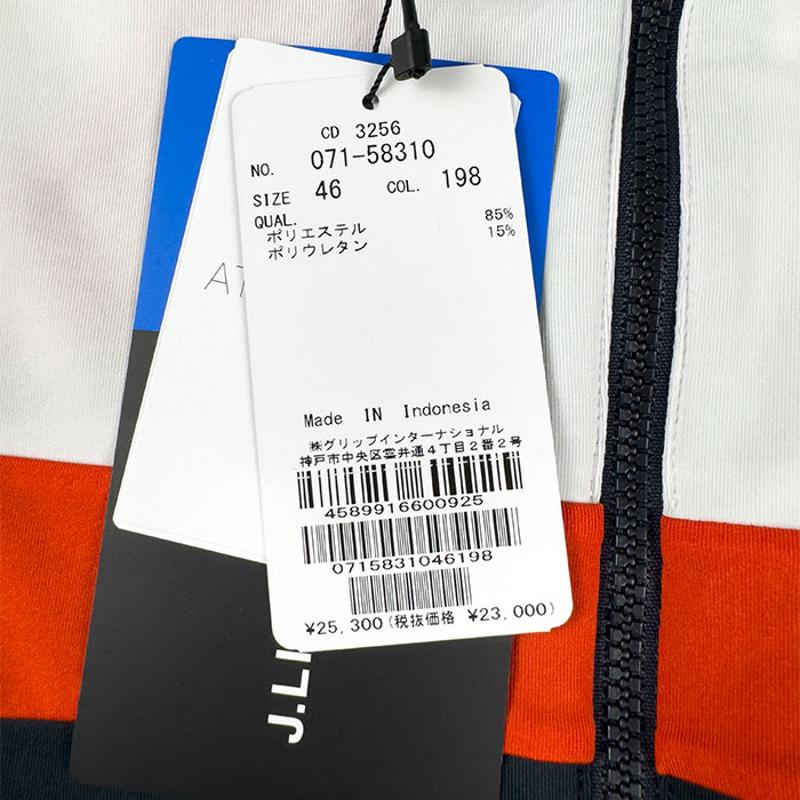 CD 3256
NO. 071-58310
SIZE 46 COL. 198
QUAL.
ポリエステル 85%
ポリウレタン 15%
AT
Made IN Indonesia
㈱グリップインターナショナル
神戸市中央区雲井通4丁目2番2号
4589916600925
0715831046198
¥25,300(税抜価格 ¥23,000)
J.LI